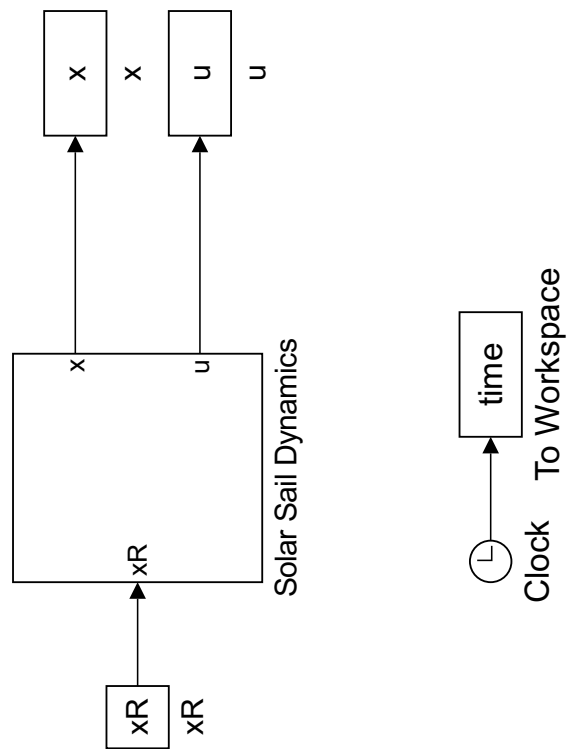 xR
xR
xR
Solar Sail Dynamics
x
u
x
x
u
u
Clock
time
To Workspace